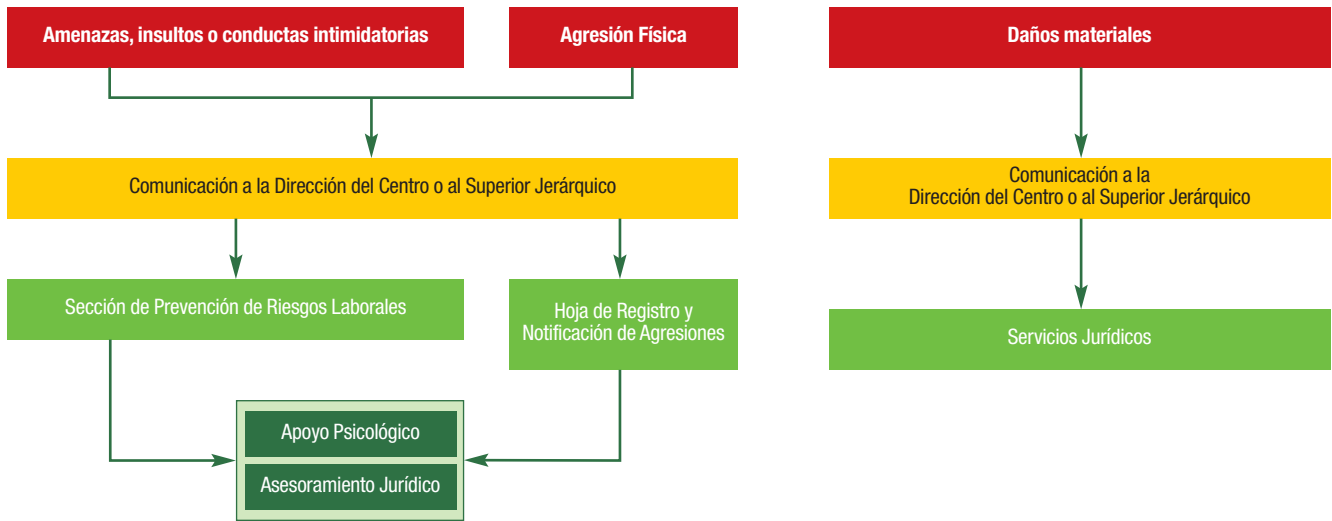 Amenazas, insultos o conductas intimidatorias
Agresión Física
Daños materiales
Comunicación a la Dirección del Centro o al Superior Jerárquico
Comunicación a la
Dirección del Centro o al Superior Jerárquico
Sección de Prevención de Riesgos Laborales
Hoja de Registro y
Notificación de Agresiones
Servicios Jurídicos
Apoyo Psicológico
Asesoramiento Jurídico